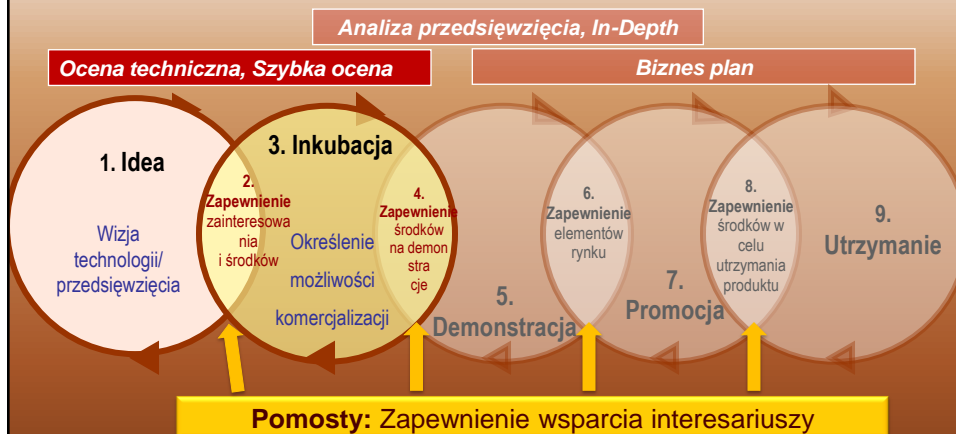 Analiza przedsięwzięcia, In-Depth
Ocena techniczna, Szybka ocena
Biznes plan
1. Idea
Wizja
technologii/
przedsięwzięcia
2.
Zapewnienie
zainteresowa
nia
i środków
3. Inkubacja
Określenie
możliwości
komercjalizacji
4.
Zapewnienie
środków
na demon
stra
cje
5.
Demonstracja
6.
Zapewnienie
elementów
rynku
7.
Promocja
8.
Zapewnienie
środków w
celu
utrzymania
produktu
9.
Utrzymanie
Pomosty: Zapewnienie wsparcia interesariuszy